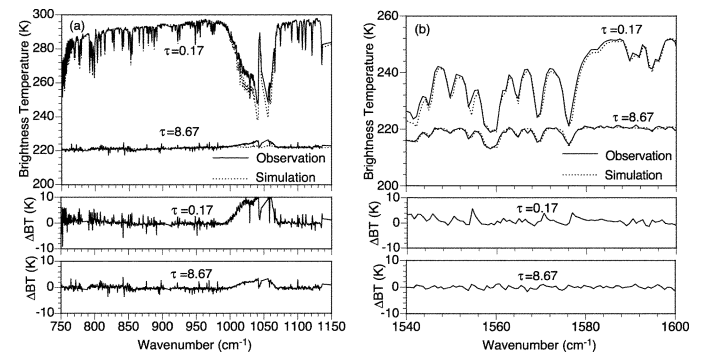 (a)
Brightness Temperature (K)
300
280
260
240
220
200
τ=0.17
τ=8.67
Observation
Simulation
ΔBT (K)
10
0
-10
τ=0.17
ΔBT (K)
10
0
-10
τ=8.67
750 800 850 900 950 1000 1050 1100 1150
Wavenumber (cm-1)
(b)
Brightness Temperature (K)
260
240
220
200
τ=0.17
τ=8.67
Observation
Simulation
ΔBT (K)
10
0
-10
τ=0.17
ΔBT (K)
10
0
-10
τ=8.67
1540 1560 1580 1600
Wavenumber (cm-1)